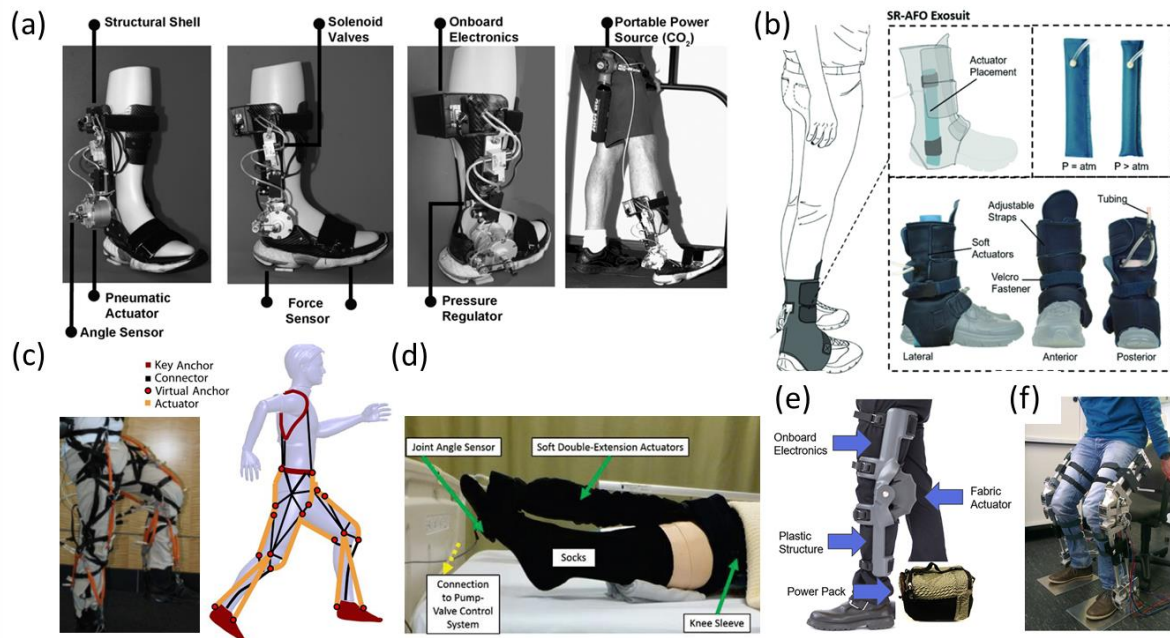 (a)
Structural Shell
Solenoid
Valves
Onboard
Electronics
Portable Power
Source (CO₂)
Pneumatic
Actuator
Angle Sensor
Force
Sensor
Pressure
Regulator
(b)
SR-AFO Exosuit
Actuator
Placement
P = atm
P > atm
Soft
Actuators
Adjustable
Straps
Velcro
Fastener
Tubing
Lateral
Anterior
Posterior
(c)
Key Anchor
Connector
Virtual Anchor
Actuator
(d)
Joint Angle Sensor
Soft Double-Extension Actuators
Socks
Connection
to Pump-
Valve Control
System
Knee Sleeve
(e)
Onboard
Electronics
Fabric
Actuator
Plastic
Structure
Power Pack
(f)